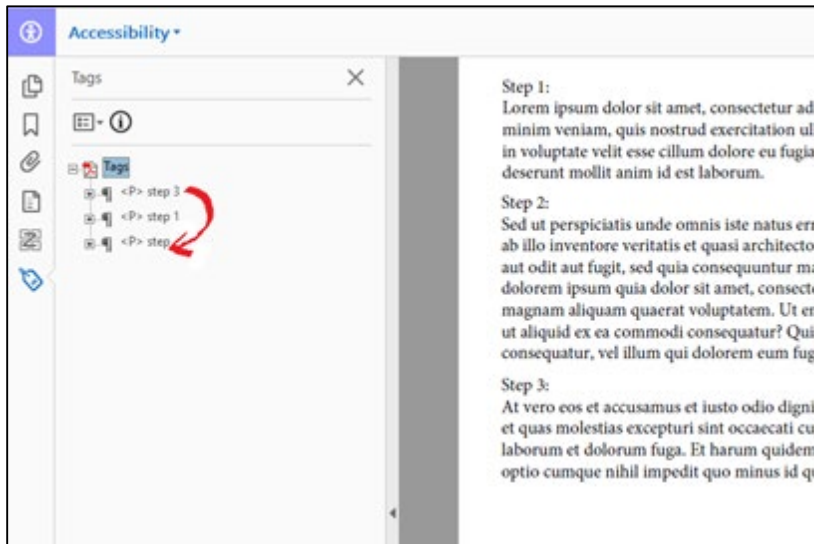 Accessibility
Tags
Tags
<P> step 3
<P> step 1
<P> step
Step 1:
Lorem ipsum dolor sit amet, consectetur ad
minim veniam, quis nostrud exercitation ul
in voluptate velit esse cillum dolore eu fugia
deserunt mollit anim id est laborum.
Step 2:
Sed ut perspiciatis unde omnis iste natus err
ab illo inventore veritatis et quasi architecto
aut odit aut fugit, sed quia consequuntur ma
dolorem ipsum quia dolor sit amet, consecte
magnam aliquam quaerat voluptatem. Ut en
ut aliquid ex ea commodi consequatur? Qui
consequatur, vel illum qui dolorem eum fug
Step 3:
At vero eos et accusamus et iusto odio digni
et quas molestias excepturi sint occaecati cu
laborum et dolorum fuga. Et harum quidem
optio cumque nihil impedit quo minus id qu